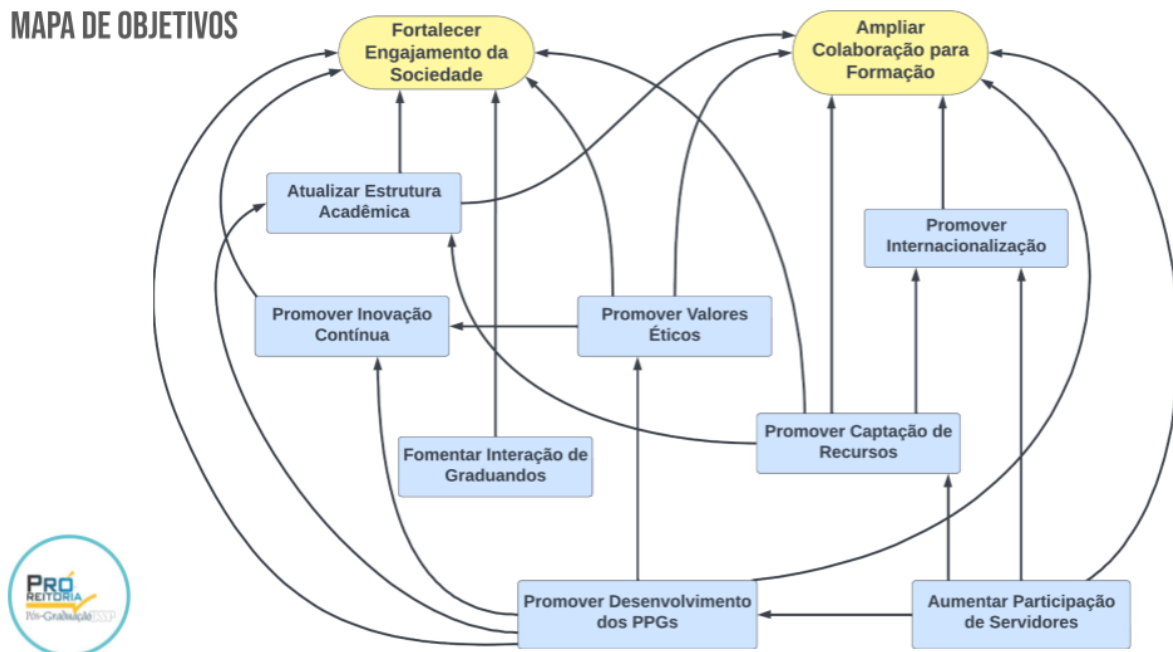 MAPA DE OBJETIVOS
Fortalecer
Engajamento da
Sociedade
Ampliar
Colaboração para
Formação
Atualizar Estrutura
Acadêmica
Promover
Internacionalização
Promover Inovação
Contínua
Promover Valores
Éticos
Fomentar Interação de
Graduandos
Promover Captação de
Recursos
Promover Desenvolvimento
dos PPGs
Aumentar Participação
de Servidores
PRÓ
REITORIA
Pós-Graduação